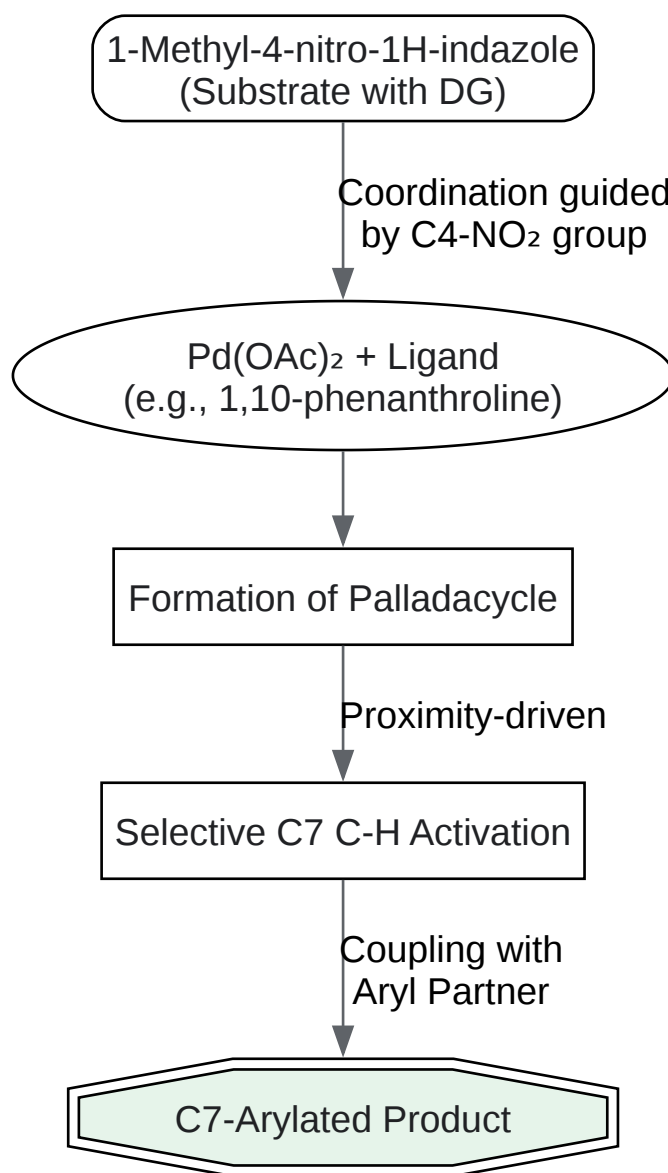 1-Methyl-4-nitro-1H-indazole
(Substrate with DG)
Coordination guided
by C4-NO₂ group
Pd(OAc)₂ + Ligand
(e.g., 1,10-phenanthroline)
Formation of Palladacycle
Proximity-driven
Selective C7 C-H Activation
Coupling with
Aryl Partner
C7-Arylated Product